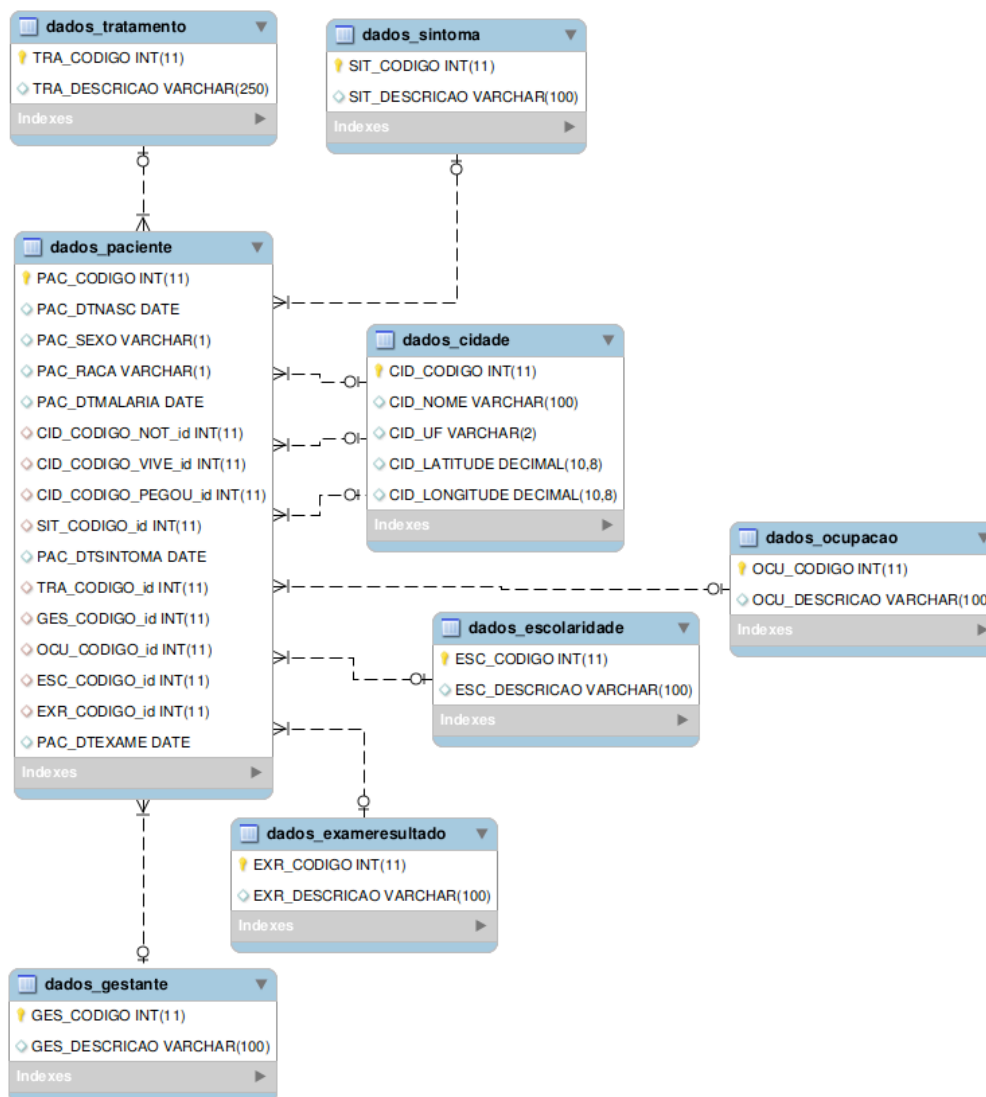 dados_tratamento
TRA_CODIGO INT(11)
TRA_DESCRICAO VARCHAR(250)
Indexes
dados_sintoma
SIT_CODIGO INT(11)
SIT_DESCRICAO VARCHAR(100)
Indexes
dados_paciente
PAC_CODIGO INT(11)
PAC_DTNASC DATE
PAC_SEXO VARCHAR(1)
PAC_RACA VARCHAR(1)
PAC_DTMALARIA DATE
CID_CODIGO_NOT_id INT(11)
CID_CODIGO_VIVE_id INT(11)
CID_CODIGO_PEGOU_id INT(11)
SIT_CODIGO_id INT(11)
PAC_DTSINTOMA DATE
TRA_CODIGO_id INT(11)
GES_CODIGO_id INT(11)
OCU_CODIGO_id INT(11)
ESC_CODIGO_id INT(11)
EXR_CODIGO_id INT(11)
PAC_DTEXAME DATE
Indexes
dados_cidade
CID_CODIGO INT(11)
CID_NOME VARCHAR(100)
CID_UF VARCHAR(2)
CID_LATITUDE DECIMAL(10,8)
CID_LONGITUDE DECIMAL(10,8)
Indexes
dados_ocupacao
OCU_CODIGO INT(11)
OCU_DESCRICAO VARCHAR(100
Indexes
dados_escolaridade
ESC_CODIGO INT(11)
ESC_DESCRICAO VARCHAR(100)
Indexes
dados_exameresultado
EXR_CODIGO INT(11)
EXR_DESCRICAO VARCHAR(100)
Indexes
dados_gestante
GES_CODIGO INT(11)
GES_DESCRICAO VARCHAR(100)
Indexes